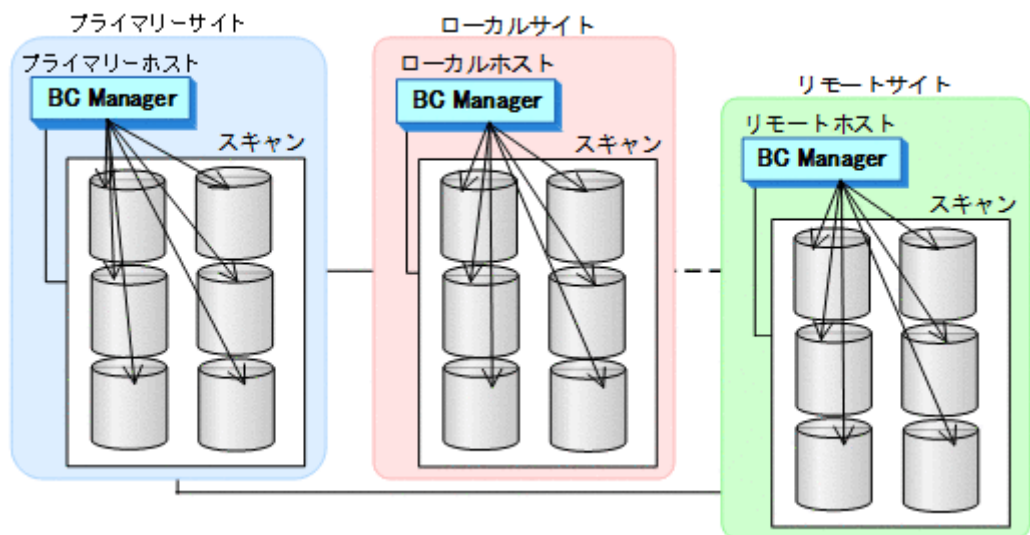 プライマリーサイト
プライマリーホスト
BC Manager
スキャン
ローカルサイト
ローカルホスト
BC Manager
スキャン
リモートサイト
リモートホスト
BC Manager
スキャン